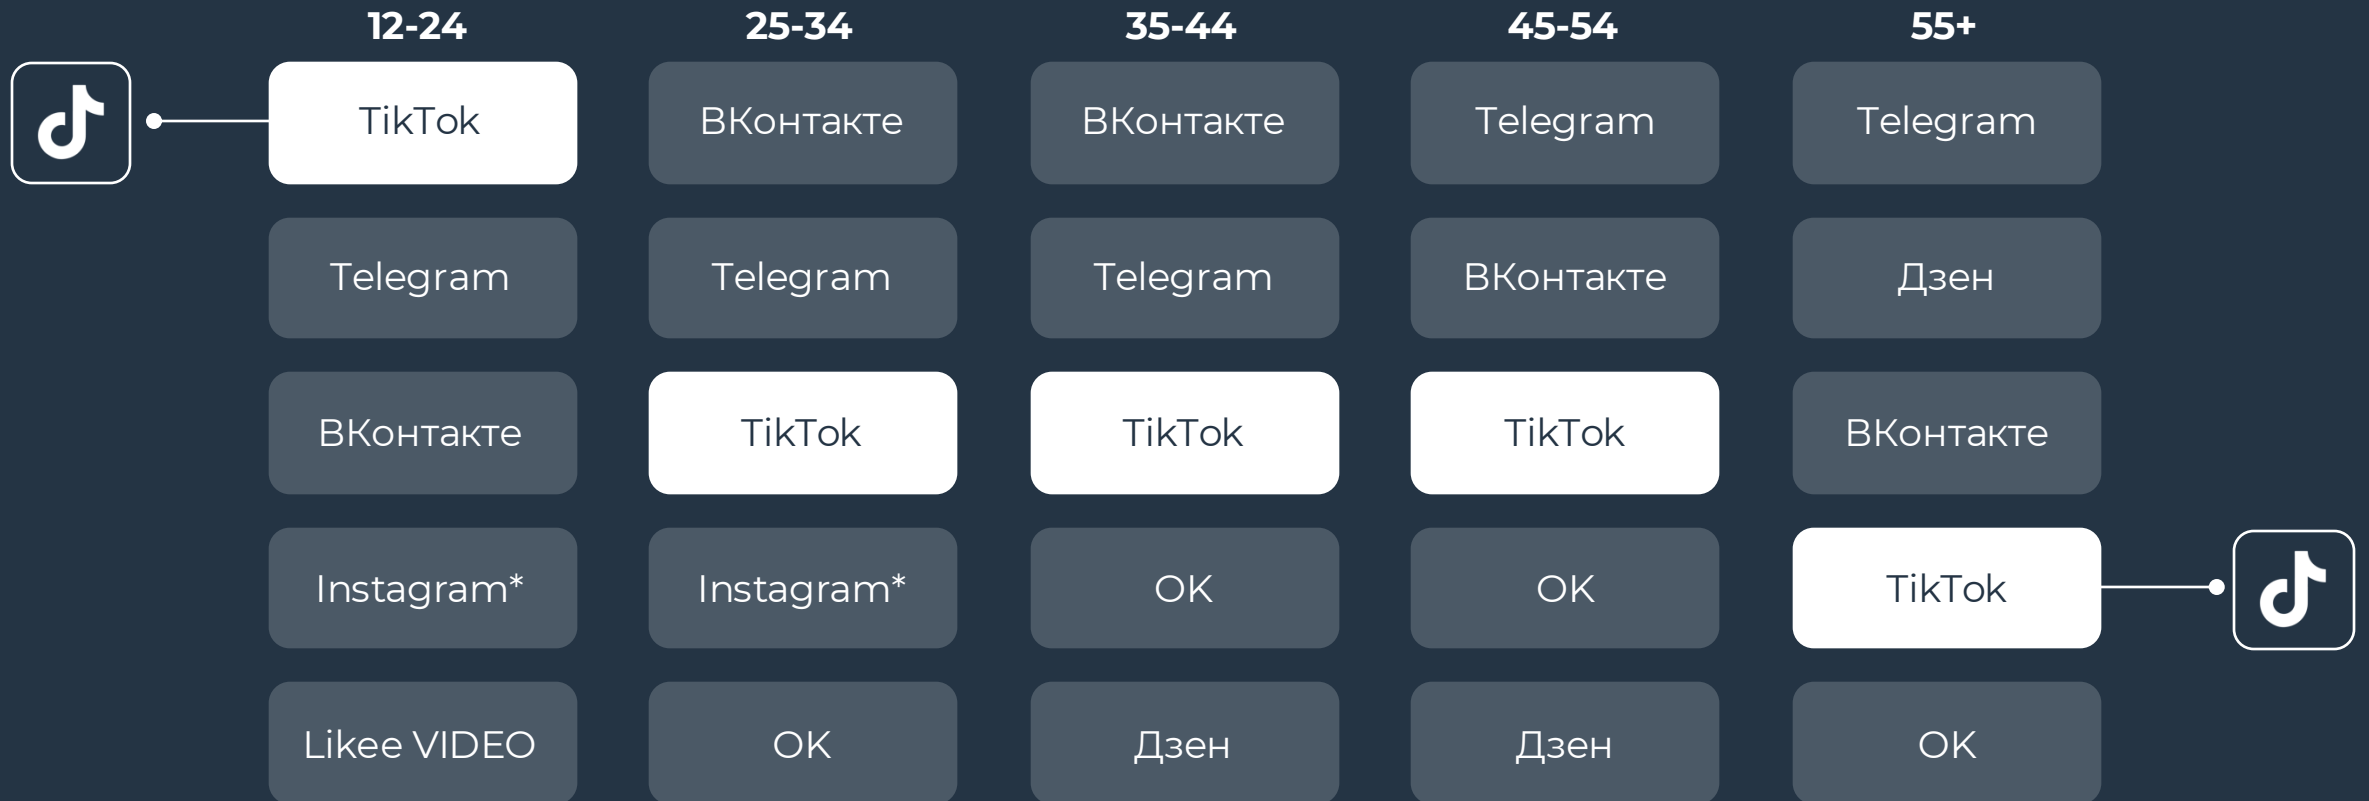 12-24 25-34 35-44 45-54 55+
TikTok ВКонтакте ВКонтакте Telegram Telegram
Telegram Telegram Telegram ВКонтакте Дзен
ВКонтакте TikTok TikTok TikTok ВКонтакте
Instagram* Instagram* OK OK TikTok
Likee VIDEO OK Дзен Дзен OK